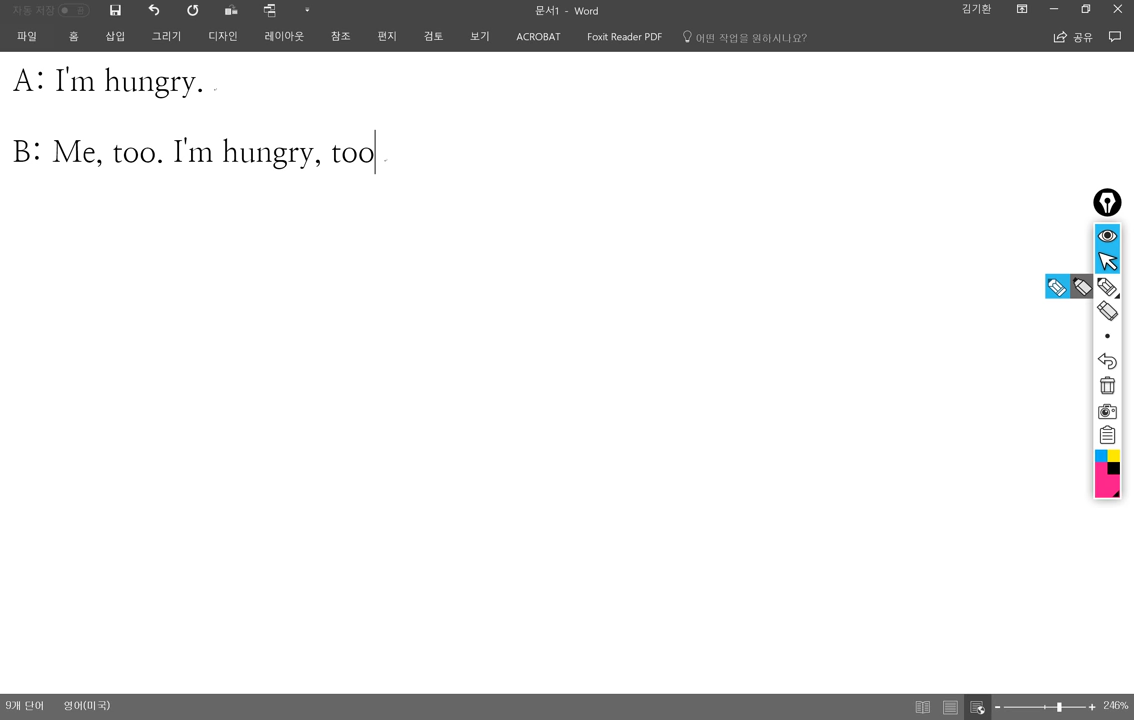 자동 저장 문서1 - Word 김기환
파일 홈 삽입 그리기 디자인 레이아웃 참조 편지 검토 보기 ACROBAT Foxit Reader PDF 어떤 작업을 원하시나요? 공유
A: I'm hungry.
B: Me, too. I'm hungry, too
9개 단어 영어(미국) 246%